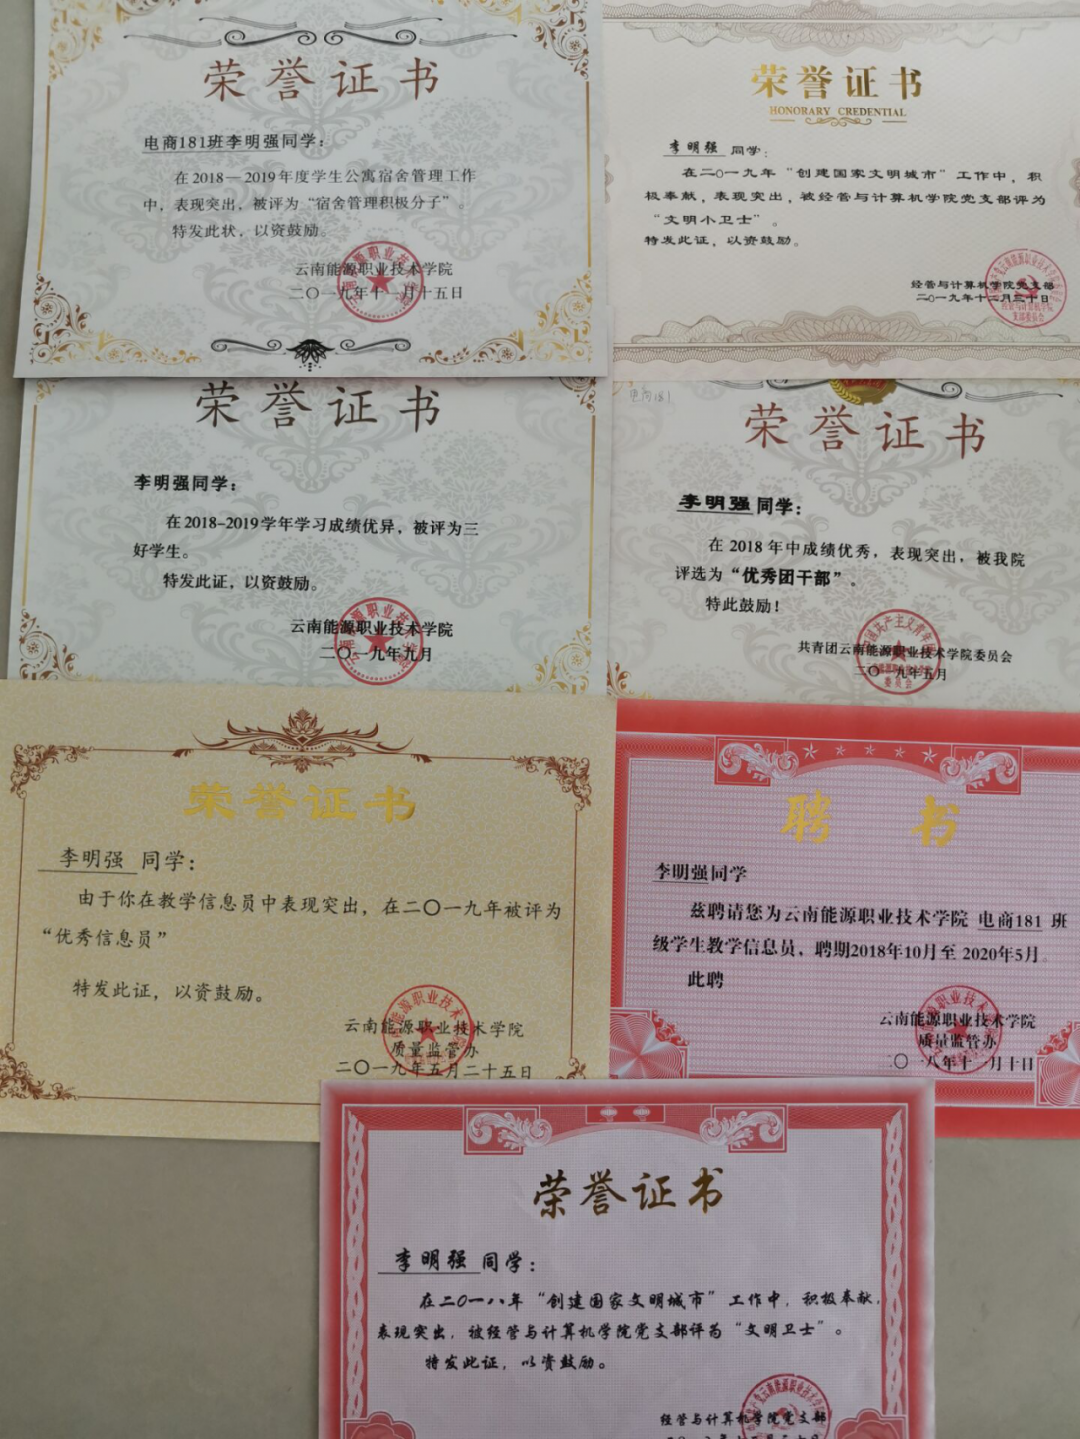 荣誉证书
电商181班李明强同学：
在2018—2019年度学生公寓宿舍管理工作
中，表现突出，被评为“宿舍管理积极分子”。
特发此状，以资鼓励。
云南能源职业技术学院
二〇一九年十一月十五日
荣誉证书
HONORARY CREDENTIAL
李明强 同学：
在二〇一九年“创建国家文明城市”工作中，积
极奉献，表现突出，被经营与计算机学院党支部评为
“文明小卫士”。
特发此证，以资鼓励。
经营与计算机学院党支部
二〇一九年十二月三十日
荣誉证书
李明强同学：
在2018-2019学年学习成绩优异，被评为三
好学生。
特发此证，以资鼓励。
云南能源职业技术学院
二〇一九年九月
电商181
荣誉证书
李明强同学：
在 2018 年中成绩优秀，表现突出，被我院
评选为“优秀团干部”。
特此鼓励！
共青团云南能源职业技术学院委员会
二〇一九年五月
荣誉证书
李明强 同学：
由于你在教学信息员中表现突出，在二〇一九年被评为
“优秀信息员”
特发此证，以资鼓励。
云南能源职业技术学院
质量监管办
二〇一九年五月二十五日
聘书
李明强同学
兹聘请您为云南能源职业技术学院 电商181 班
级学生教学信息员，聘期2018年10月至 2020年5月。
此聘
云南能源职业技术学院
质量监管办
二〇一八年十一月十日
荣誉证书
李明强 同学：
在二〇一八年“创建国家文明城市”工作中，积极奉献，
表现突出，被经营与计算机学院党支部评为“文明卫士”。
特发此证，以资鼓励。
经营与计算机学院党支部